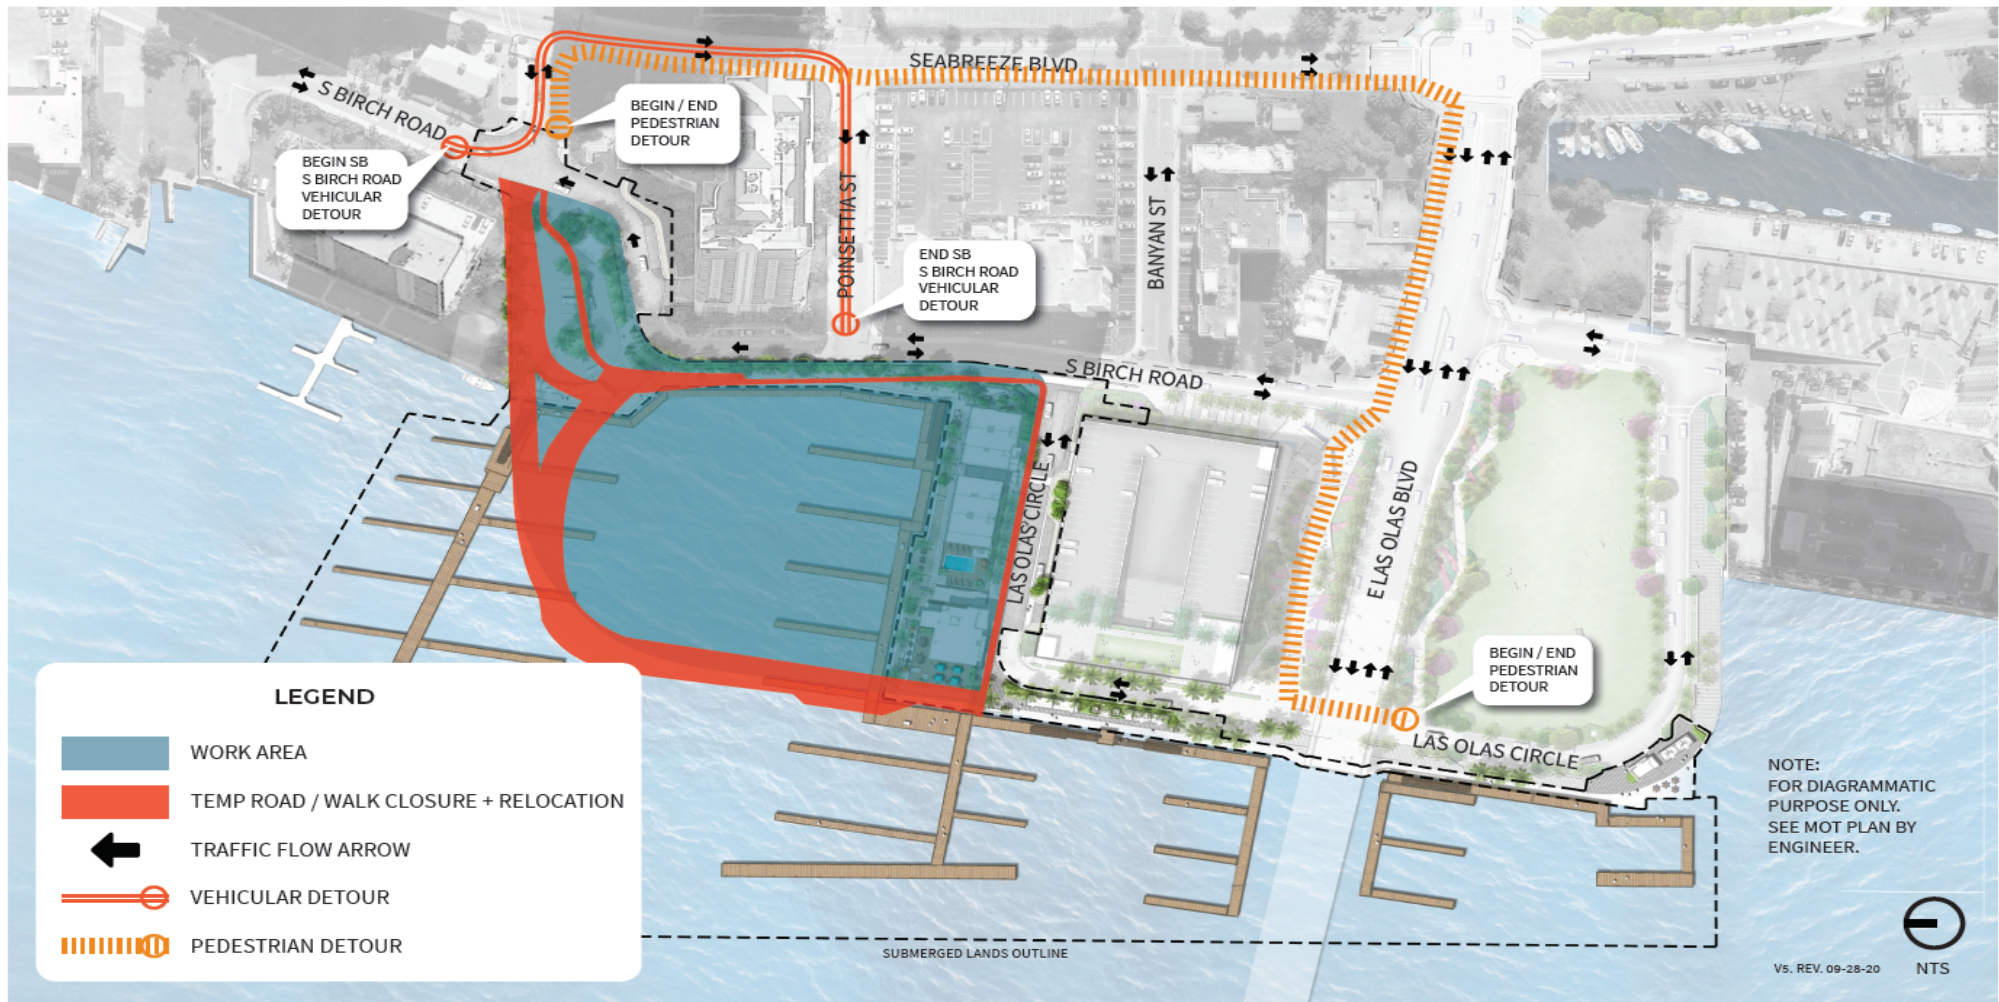 SEABREEZE BLVD
S BIRCH ROAD
BEGIN / END
PEDESTRIAN
DETOUR
BEGIN SB
S BIRCH ROAD
VEHICULAR
DETOUR
POINSETTIA ST
BANYAN ST
END SB
S BIRCH ROAD
VEHICULAR
DETOUR
S BIRCH ROAD
LAS OLAS CIRCLE
E LAS OLAS BLVD
BEGIN / END
PEDESTRIAN
DETOUR
LAS OLAS CIRCLE
LEGEND
WORK AREA
TEMP ROAD / WALK CLOSURE + RELOCATION
TRAFFIC FLOW ARROW
VEHICULAR DETOUR
PEDESTRIAN DETOUR
SUBMERGED LANDS OUTLINE
NOTE:
FOR DIAGRAMMATIC
PURPOSE ONLY.
SEE MOT PLAN BY
ENGINEER.
V5. REV. 09-28-20
NTS